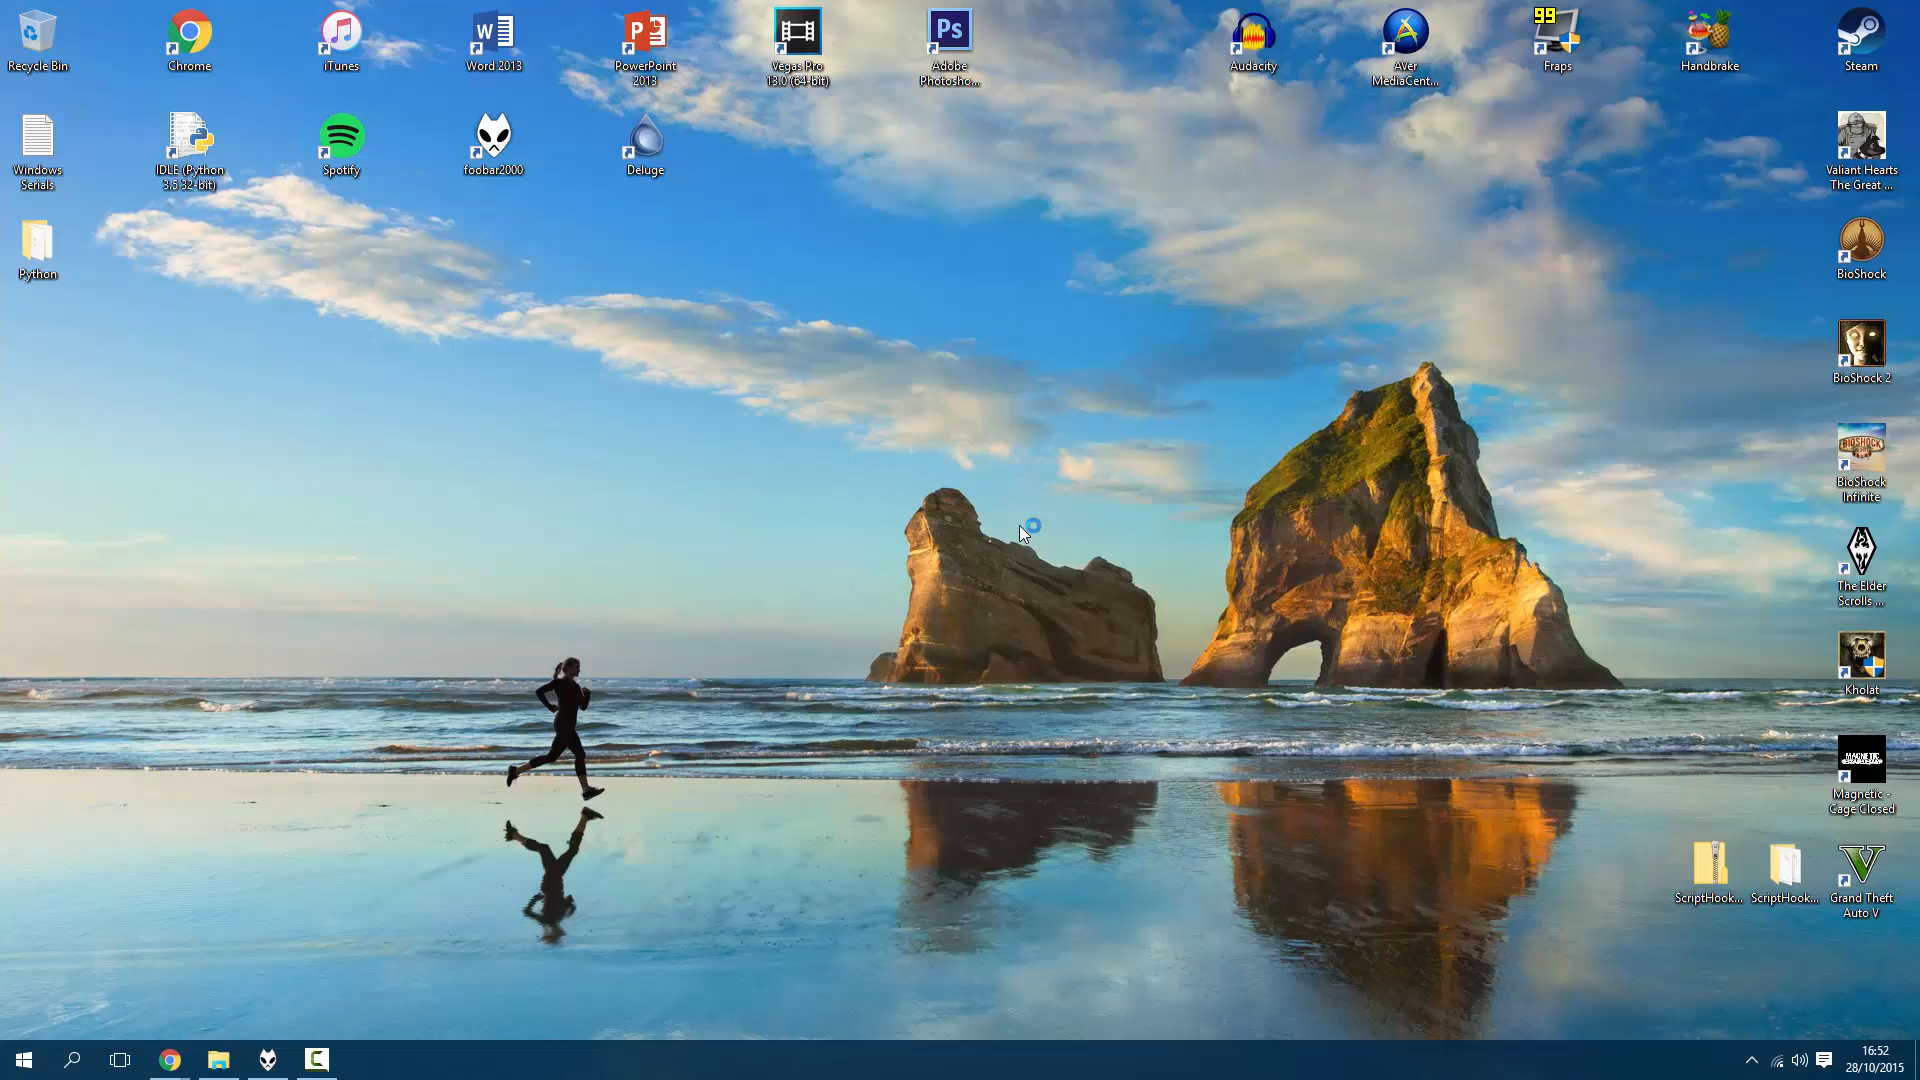 Recycle Bin
Chrome
iTunes
Word 2013
PowerPoint
2013
Vegas Pro
13.0 (64-bit)
Ps
Adobe
Photosho...
Audacity
AVer
MediaCent...
99
Fraps
Handbrake
Steam
Windows
Serials
IDLE (Python
3.5 32-bit)
Spotify
foobar2000
Deluge
Valiant Hearts
The Great ...
Python
BioShock
BioShock 2
BIOSHOCK
BioShock
Infinite
The Elder
Scrolls ...
Kholat
MAGNETIC
Magnetic -
Cage Closed
ScriptHook...
ScriptHook...
Grand Theft
Auto V
16:52
28/10/2015